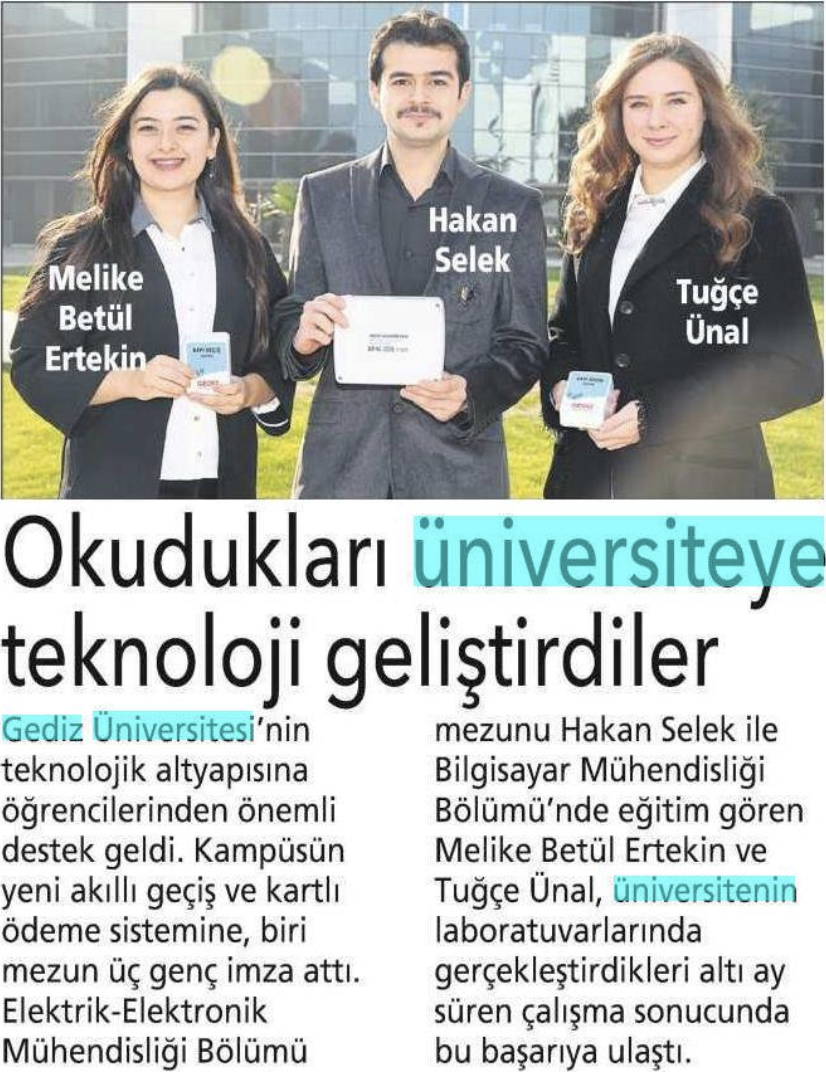 Melike
Betül
Ertekin
Hakan
Selek
Tuğçe
Ünal
GEDİZ
Okudukları üniversiteye
teknoloji geliştirdiler
Gediz Üniversitesi'nin
teknolojik altyapısına
öğrencilerinden önemli
destek geldi. Kampüsün
yeni akıllı geçiş ve kartlı
ödeme sistemine, biri
mezun üç genç imza attı.
Elektrik-Elektronik
Mühendisliği Bölümü
mezunu Hakan Selek ile
Bilgisayar Mühendisliği
Bölümü'nde eğitim gören
Melike Betül Ertekin ve
Tuğçe Ünal, üniversitenin
laboratuvarlarında
gerçekleştirdikleri altı ay
süren çalışma sonucunda
bu başarıya ulaştı.